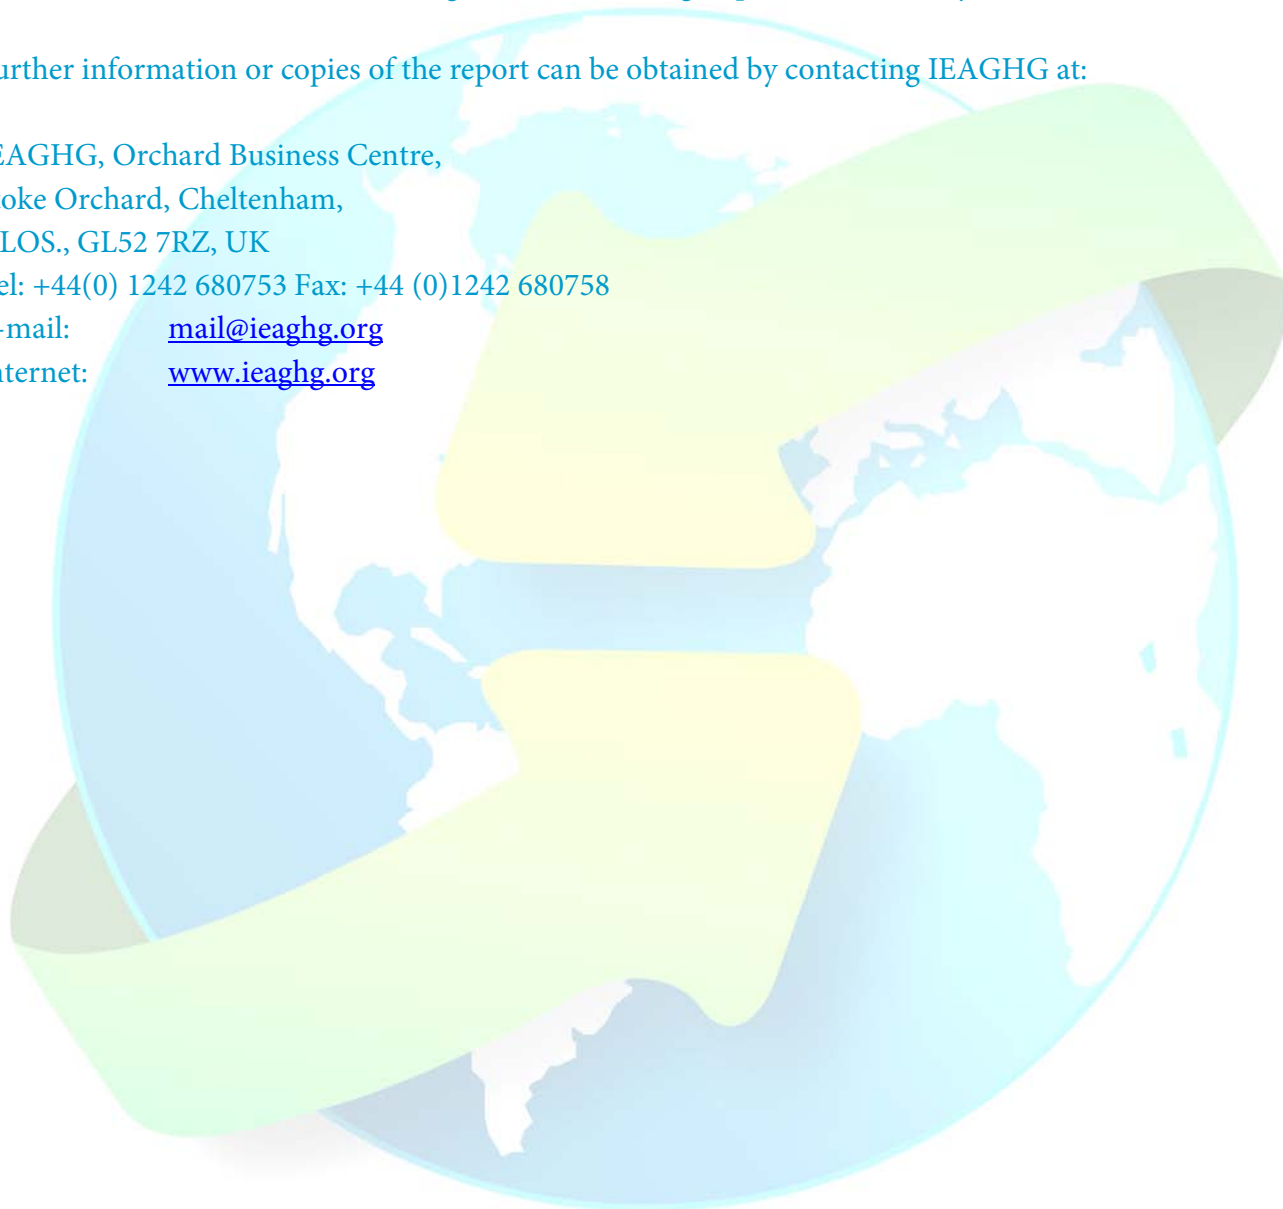 urther information or copies of the report can be obtained by contacting IEAGHG at:
EAGHG, Orchard Business Centre,
toke Orchard, Cheltenham,
LOS., GL52 7RZ, UK
el: +44(0) 1242 680753 Fax: +44 (0)1242 680758
-mail: mail@ieaghg.org
nternet: www.ieaghg.org